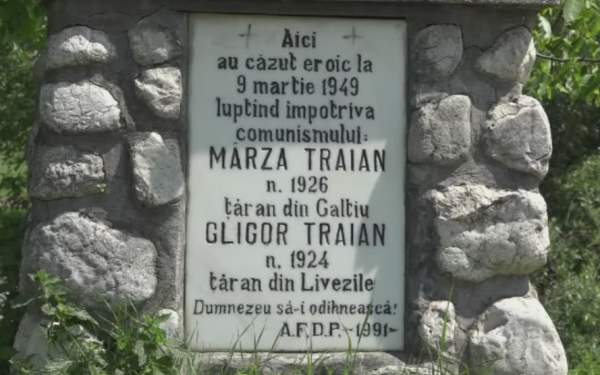 Aici
au căzut eroic la
9 martie 1949
luptind impotriva
comunismului:
MÂRZA TRAIAN
n. 1926
țăran din Galtiu
GLIGOR TRAIAN
n. 1924
țăran din Livezile
Dumnezeu să-i odihnească!
A.F.D.P. -1991-